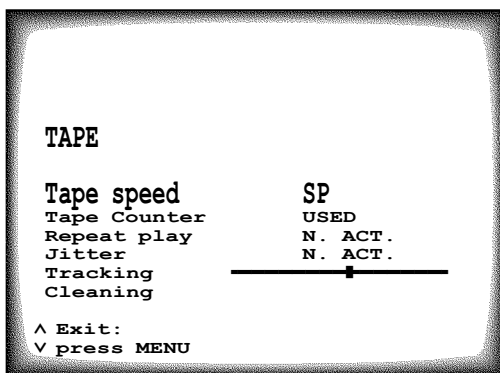 TAPE
Tape speed SP
Tape Counter USED
Repeat play N. ACT.
Jitter N. ACT.
Tracking
Cleaning
^ Exit:
v press MENU